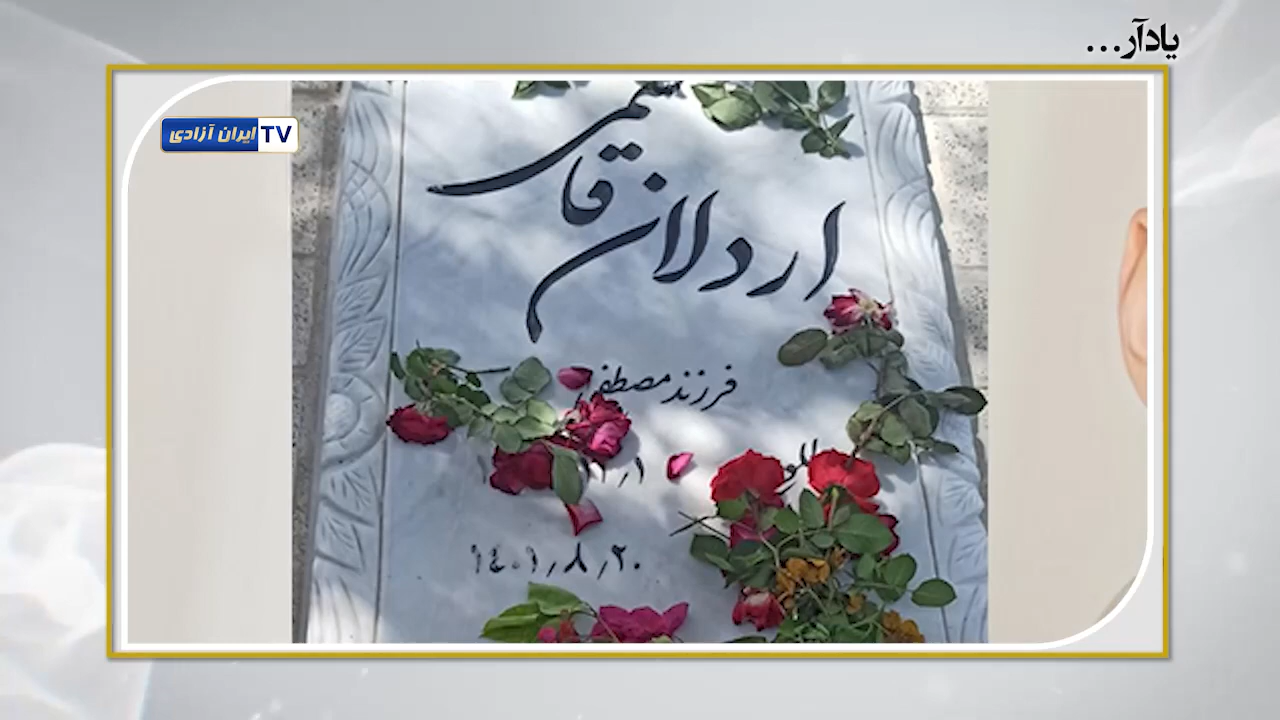 یادآر...
ایران آزادی TV
اردلان قاسمی
فرزند مصطفی
۱۴۰۱٫۸٫۲۰